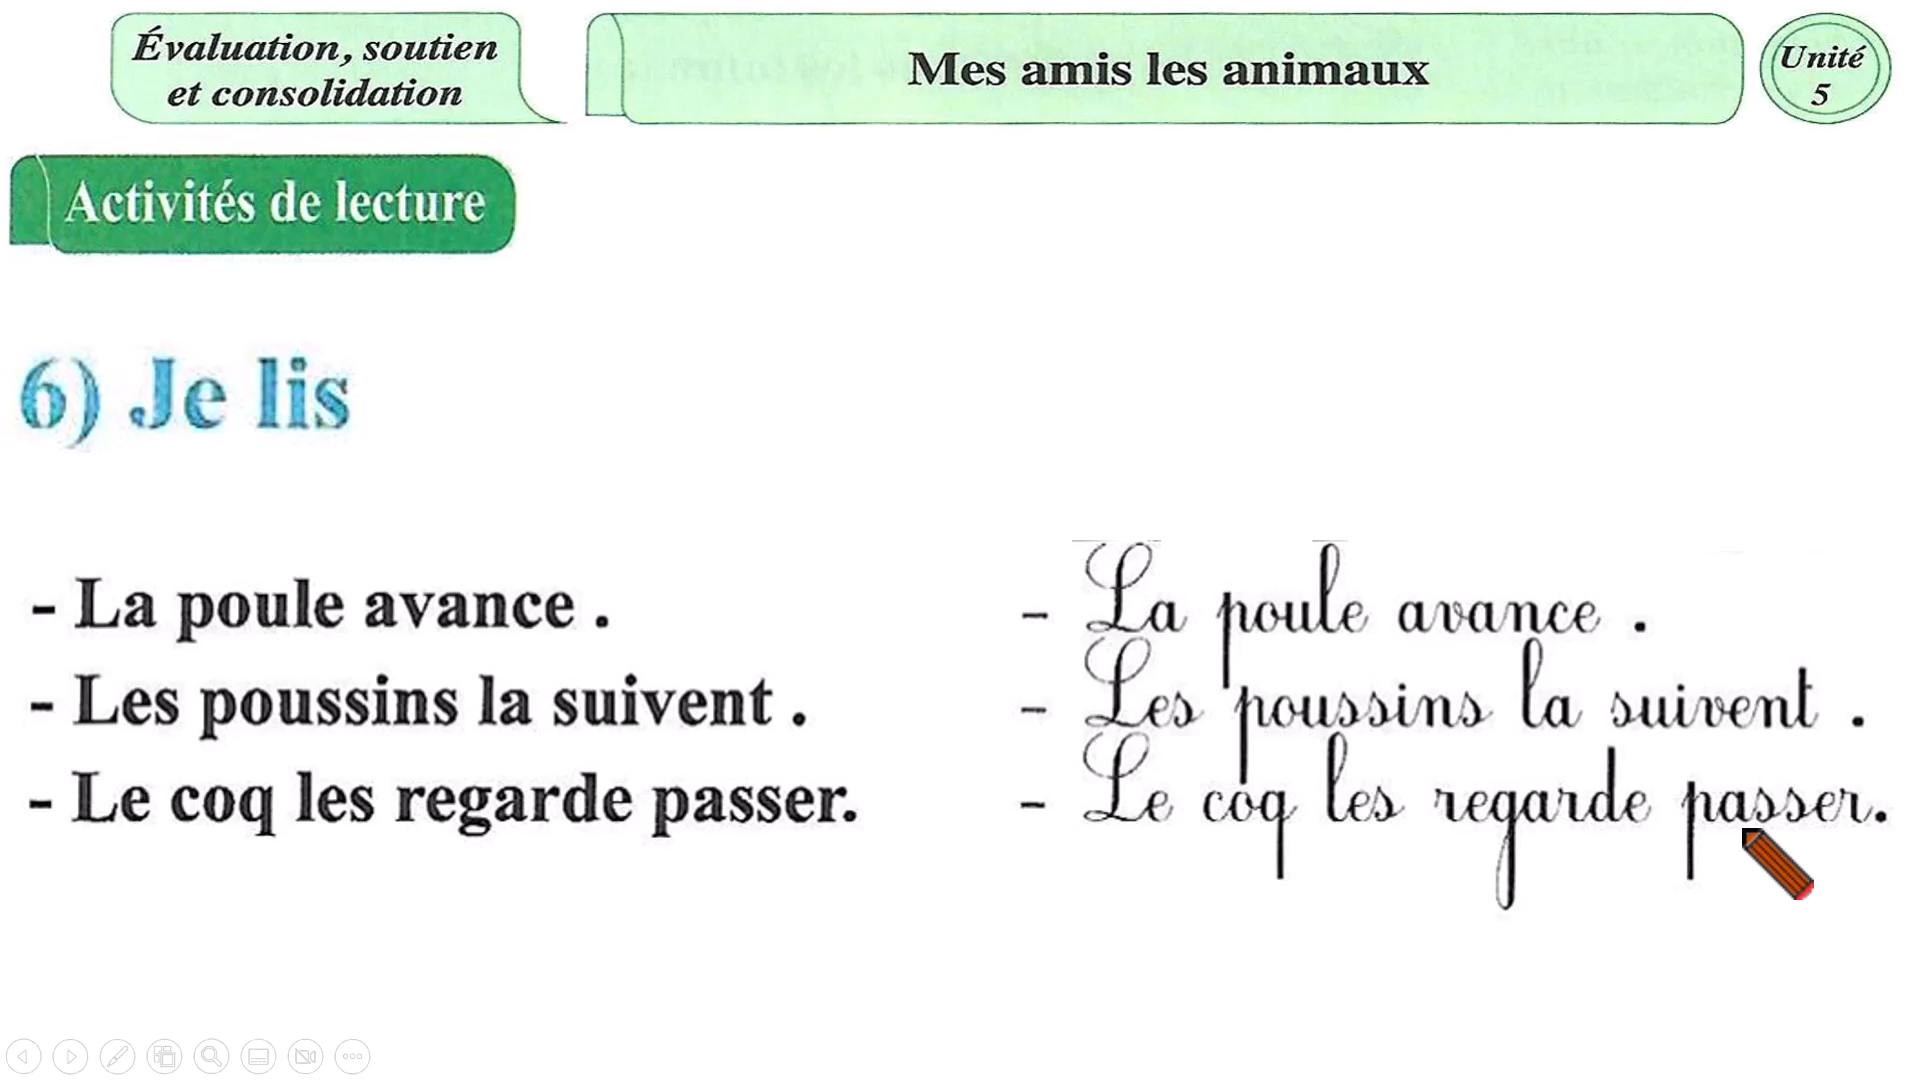 Évaluation, soutien
et consolidation
Mes amis les animaux
Unité
5
Activités de lecture
6) Je lis
- La poule avance .
- Les poussins la suivent .
- Le coq les regarde passer.
- La poule avance .
- Les poussins la suivent .
- Le coq les regarde passer.